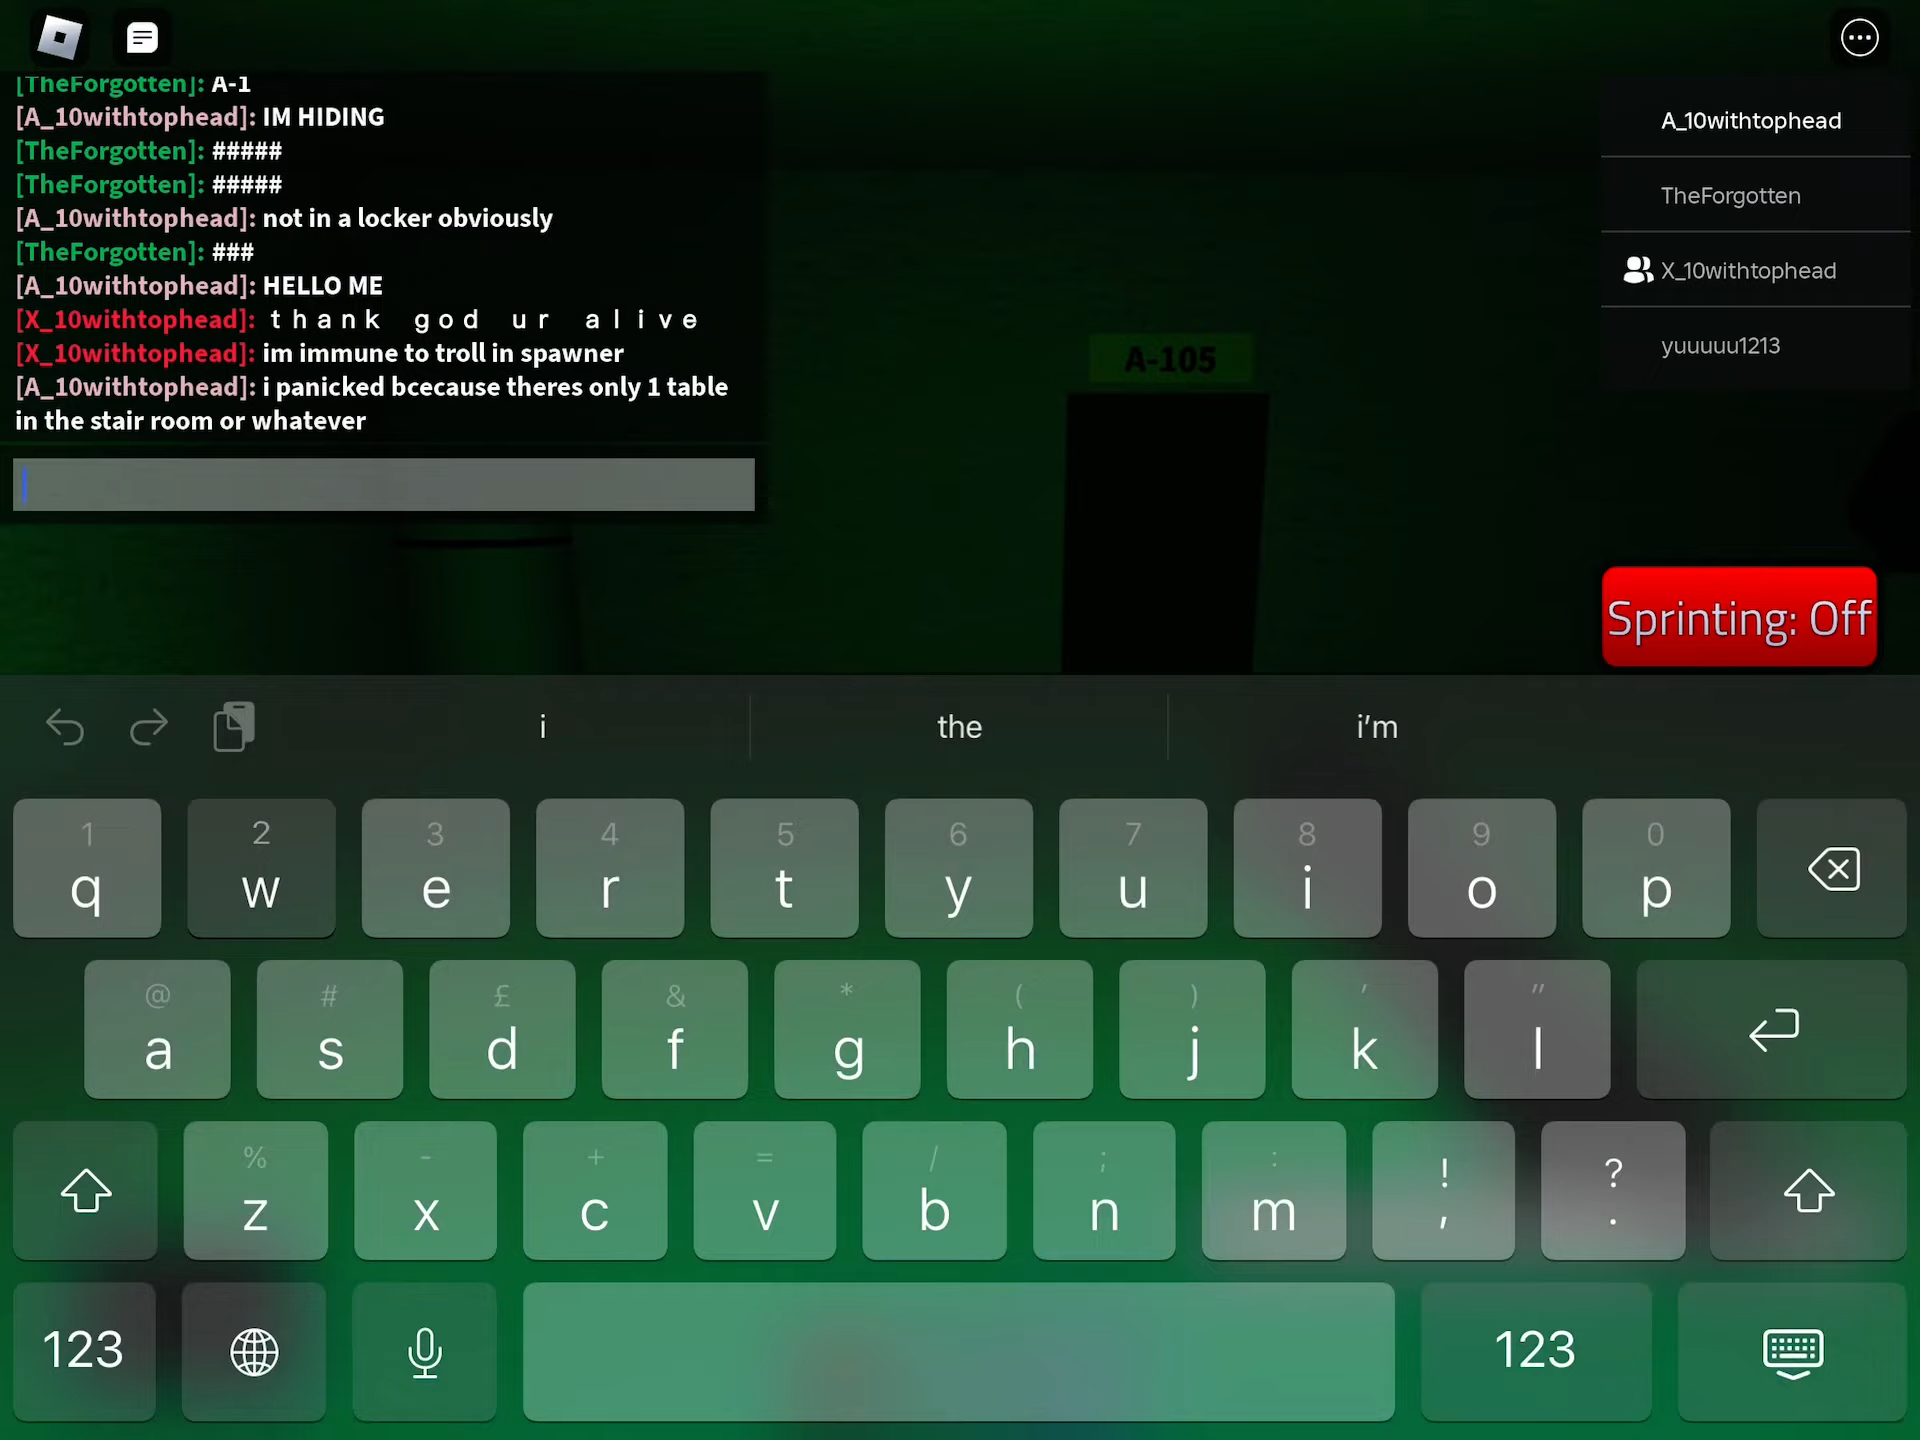 [TheForgotten]: A-1
[A_10withtophead]: IM HIDING
[TheForgotten]: #####
[TheForgotten]: #####
[A_10withtophead]: not in a locker obviously
[TheForgotten]: ###
[A_10withtophead]: HELLO ME
[X_10withtophead]: t h a n k  g o d  u r  a l i v e
[X_10withtophead]: im immune to troll in spawner
[A_10withtophead]: i panicked bcecause theres only 1 table
in the stair room or whatever
A_10withtophead
TheForgotten
X_10withtophead
yuuuuu1213
A-105
Sprinting: Off
i the i'm
1 2 3 4 5 6 7 8 9 0
q w e r t y u i o p
@ # £ & * ( ) ' "
a s d f g h j k l
% - + = / ; : ! ?
z x c v b n m , .
123 123